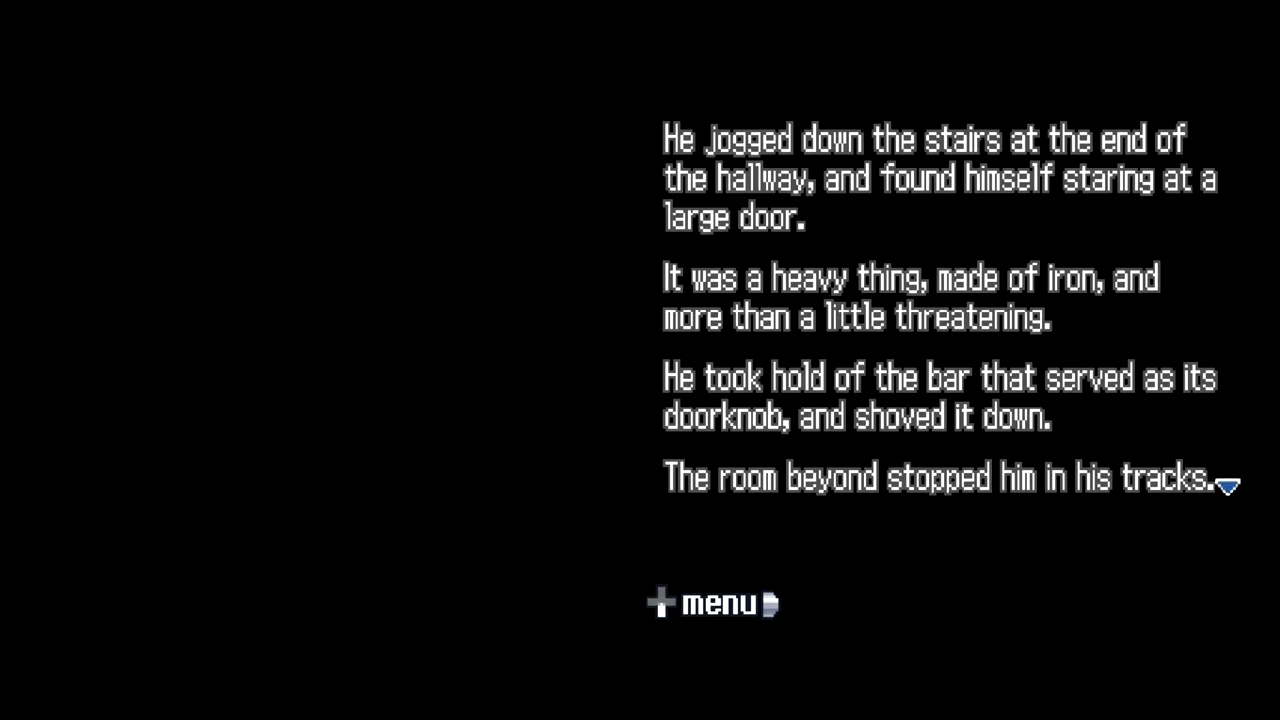 He jogged down the stairs at the end of
the hallway, and found himself staring at a
large door.
It was a heavy thing, made of iron, and
more than a little threatening.
He took hold of the bar that served as its
doorknob, and shoved it down.
The room beyond stopped him in his tracks.
menu